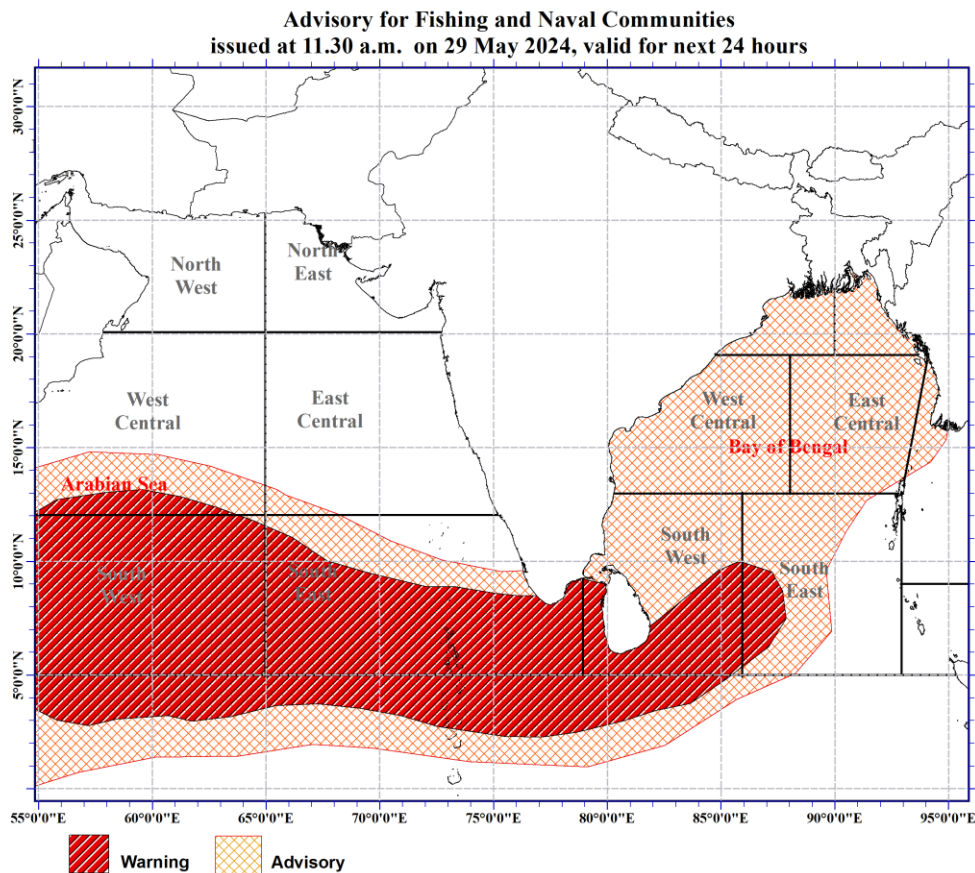 Advisory for Fishing and Naval Communities
issued at 11.30 a.m. on 29 May 2024, valid for next 24 hours
30°0'0"N
25°0'0"N
20°0'0"N
15°0'0"N
10°0'0"N
5°0'0"N
North
West
North
East
West
Central
East
Central
Arabian Sea
South
West
South
East
West
Central
East
Central
Bay of Bengal
South
West
South
East
55°0'0"E
60°0'0"E
65°0'0"E
70°0'0"E
75°0'0"E
80°0'0"E
85°0'0"E
90°0'0"E
95°0'0"E
Warning
Advisory